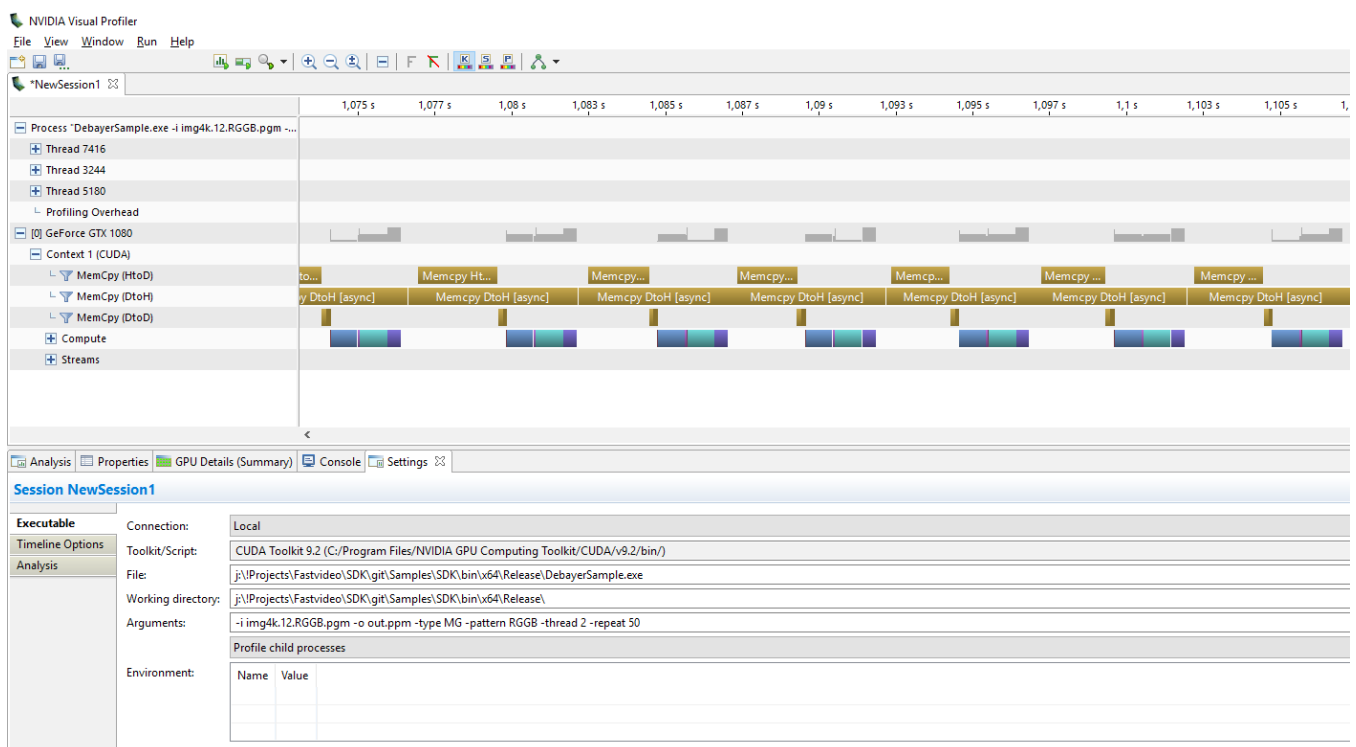 NVIDIA Visual Profiler
File View Window Run Help
*NewSession1
1,075 s 1,077 s 1,08 s 1,083 s 1,085 s 1,087 s 1,09 s 1,093 s 1,095 s 1,097 s 1,1 s 1,103 s 1,105 s 1,
Process "DebayerSample.exe -i img4k.12.RGGB.pgm -...
Thread 7416
Thread 3244
Thread 5180
Profiling Overhead
[0] GeForce GTX 1080
Context 1 (CUDA)
MemCpy (HtoD) to... Memcpy Ht... Memcpy... Memcpy... Memcp... Memcpy ... Memcpy ...
MemCpy (DtoH) y DtoH [async] Memcpy DtoH [async] Memcpy DtoH [async] Memcpy DtoH [async] Memcpy DtoH [async] Memcpy DtoH [async] Memcpy DtoH [async]
MemCpy (DtoD)
Compute
Streams
Analysis Properties GPU Details (Summary) Console Settings
Session NewSession1
Executable
Timeline Options
Analysis
Connection: Local
Toolkit/Script: CUDA Toolkit 9.2 (C:/Program Files/NVIDIA GPU Computing Toolkit/CUDA/v9.2/bin/)
File: j:\!Projects\Fastvideo\SDK\git\Samples\SDK\bin\x64\Release\DebayerSample.exe
Working directory: j:\!Projects\Fastvideo\SDK\git\Samples\SDK\bin\x64\Release\
Arguments: -i img4k.12.RGGB.pgm -o out.ppm -type MG -pattern RGGB -thread 2 -repeat 50
Profile child processes
Environment: Name Value